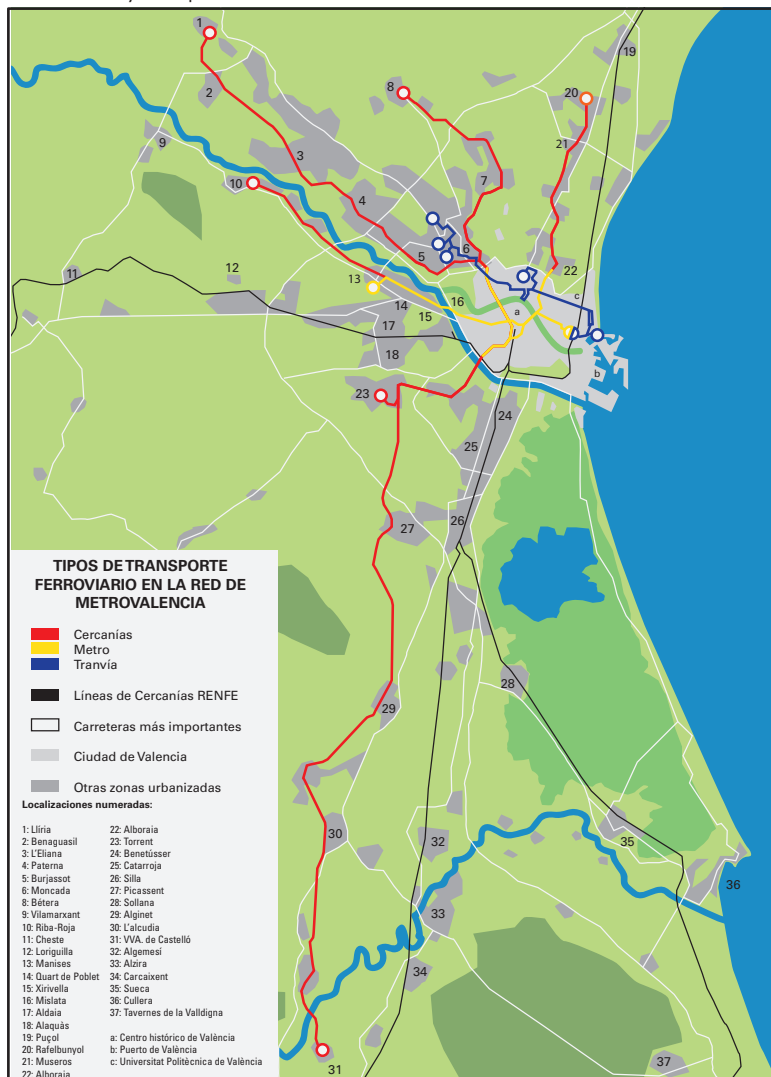 1
2
3
4
5
6
7
8
9
10
11
12
13
14
15
16
17
18
19
20
21
22
23
24
25
26
27
28
29
30
31
32
33
34
35
36
37
a
b
c
TIPOS DE TRANSPORTE
FERROVIARIO EN LA RED DE
METROVALENCIA
Cercanías
Metro
Tranvía
Líneas de Cercanías RENFE
Carreteras más importantes
Ciudad de Valencia
Otras zonas urbanizadas
Localizaciones numeradas:
1: Llíria
2: Benaguasil
3: L'Eliana
4: Paterna
5: Burjassot
6: Moncada
8: Bétera
9: Vilamarxant
10: Riba-Roja
11: Cheste
12: Loriguilla
13: Manises
14: Quart de Poblet
15: Xirivella
16: Mislata
17: Aldaia
18: Alaquàs
19: Puçol
20: Rafelbunyol
21: Museros
22: Alboraia
22: Alboraia
23: Torrent
24: Benetússer
25: Catarroja
26: Silla
27: Picassent
28: Sollana
29: Alginet
30: L'alcudia
31: VVA. de Castelló
32: Algemesi
33: Alzira
34: Carcaixent
35: Sueca
36: Cullera
37: Tavernes de la Valldigna
a: Centro histórico de València
b: Puerto de València
c: Universitat Politècnica de València